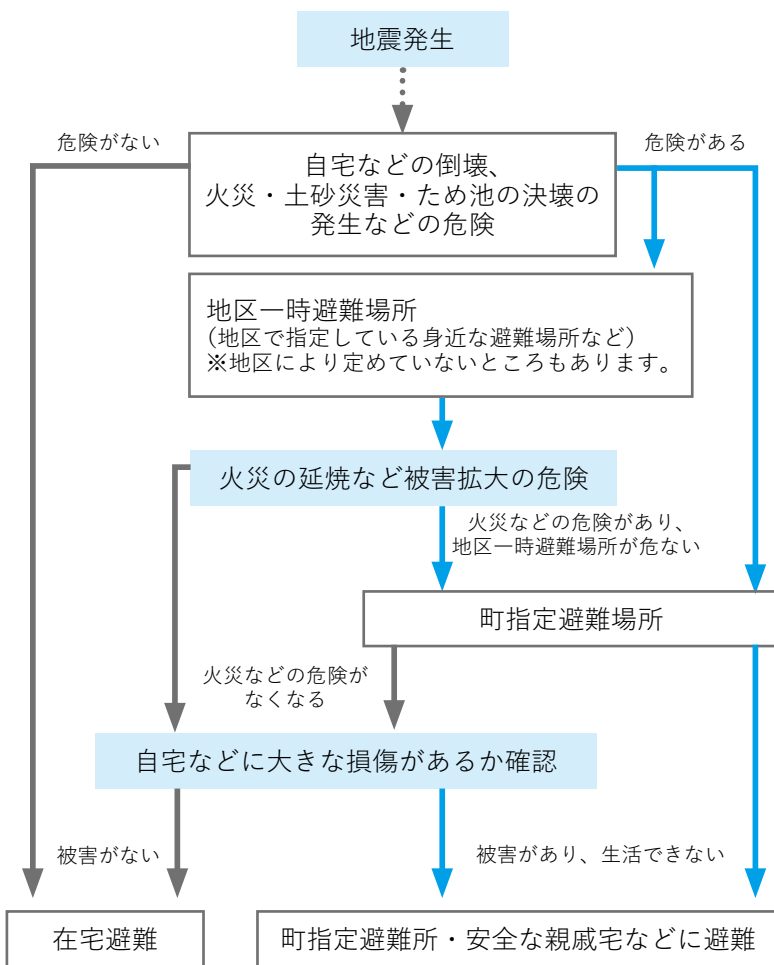 地震発生
危険がない
危険がある
自宅などの倒壊、
火災・土砂災害・ため池の決壊の
発生などの危険
地区一時避難場所
（地区で指定している身近な避難場所など）
※地区により定めていないところもあります。
火災の延焼など被害拡大の危険
火災などの危険があり、
地区一時避難場所が危ない
町指定避難場所
火災などの危険が
なくなる
自宅などに大きな損傷があるか確認
被害がない
被害があり、生活できない
在宅避難
町指定避難所・安全な親戚宅などに避難